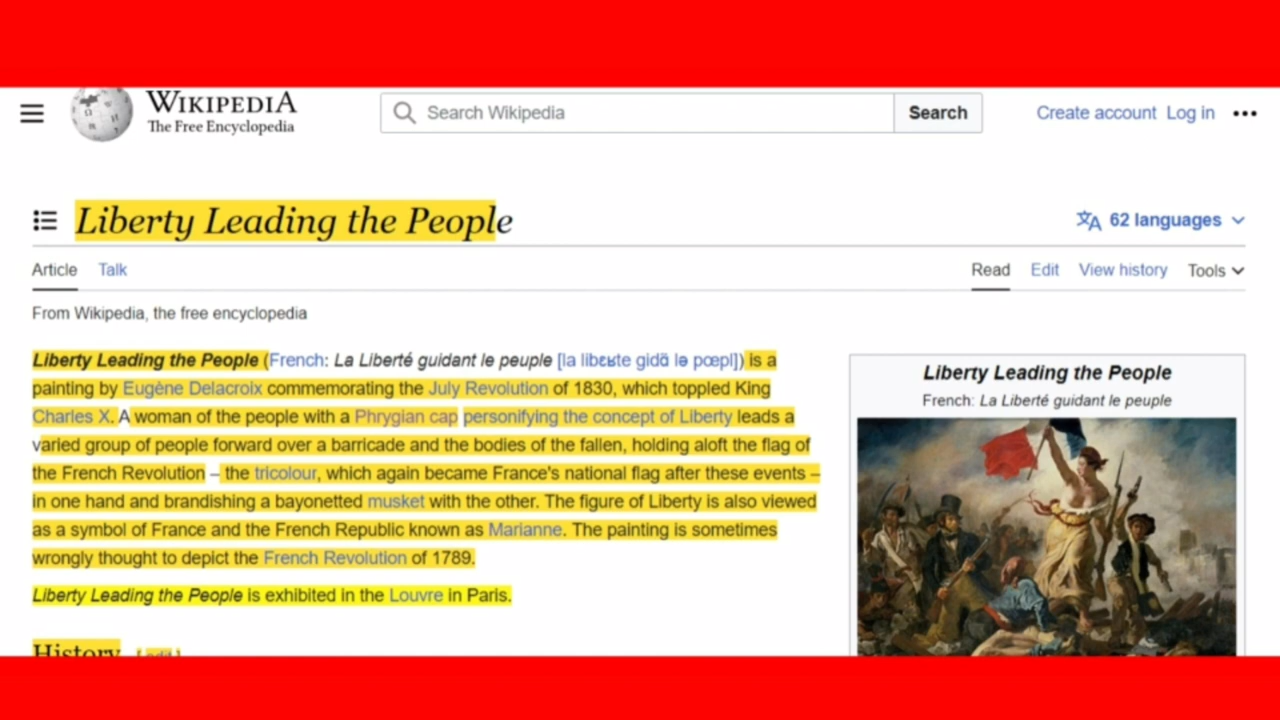 WIKIPEDIA
The Free Encyclopedia
Search Wikipedia
Search
Create account Log in
Liberty Leading the People
62 languages
Article Talk
Read Edit View history Tools
From Wikipedia, the free encyclopedia
Liberty Leading the People (French: La Liberté guidant le peuple [la libɛʁte ɡidɑ̃ lə pœpl]) is a
painting by Eugène Delacroix commemorating the July Revolution of 1830, which toppled King
Charles X. A woman of the people with a Phrygian cap personifying the concept of Liberty leads a
varied group of people forward over a barricade and the bodies of the fallen, holding aloft the flag of
the French Revolution – the tricolour, which again became France's national flag after these events –
in one hand and brandishing a bayonetted musket with the other. The figure of Liberty is also viewed
as a symbol of France and the French Republic known as Marianne. The painting is sometimes
wrongly thought to depict the French Revolution of 1789.
Liberty Leading the People is exhibited in the Louvre in Paris.
History [edit]
Liberty Leading the People
French: La Liberté guidant le peuple